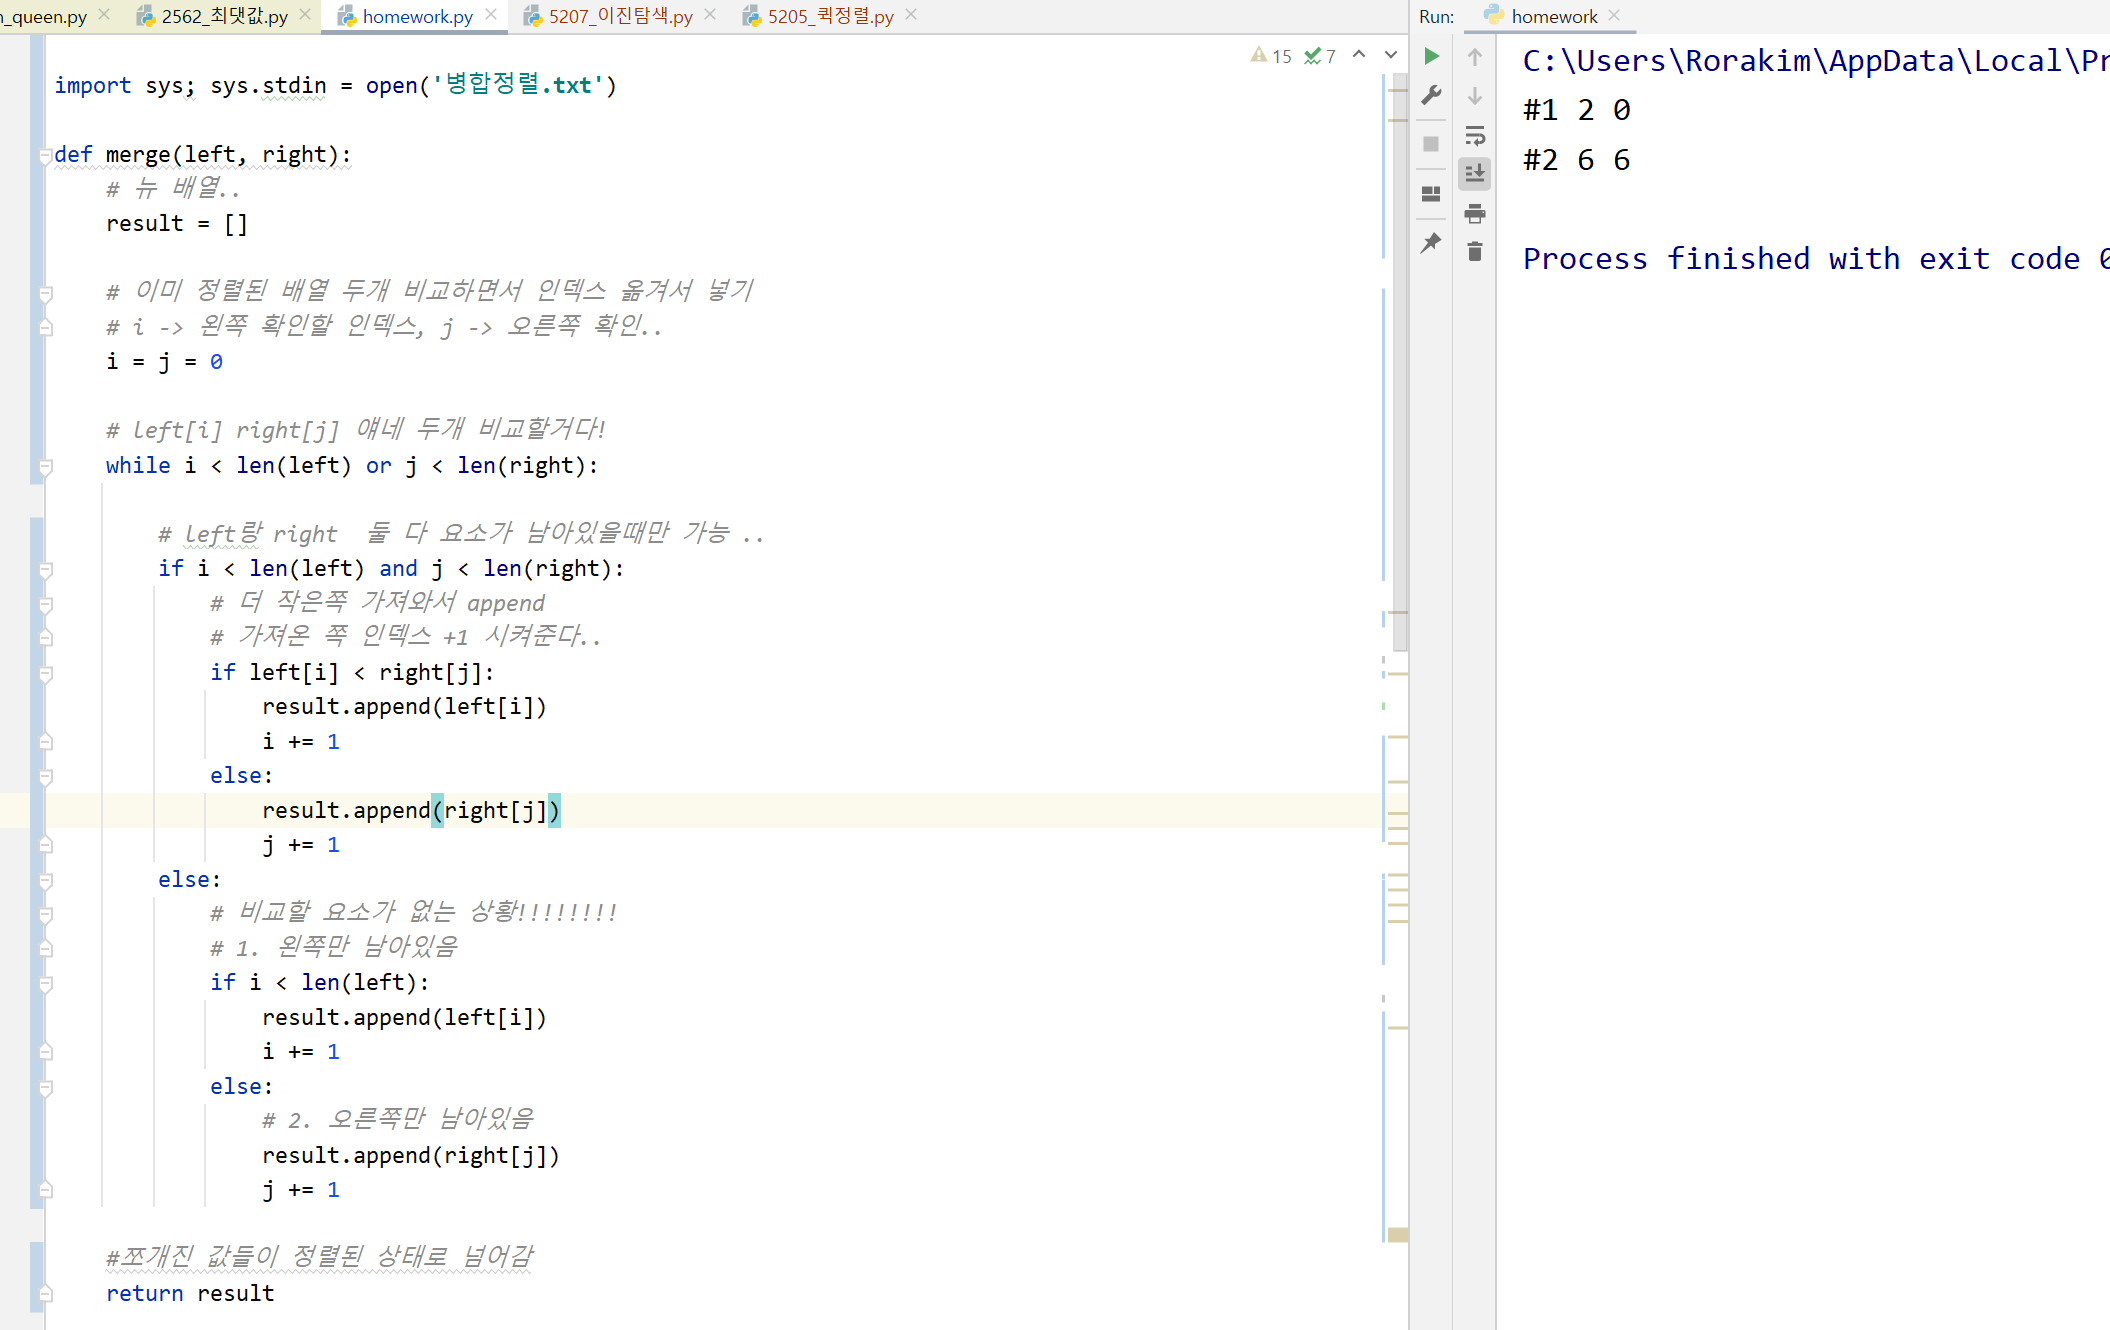 n_queen.py 2562_최댓값.py homework.py 5207_이진탐색.py 5205_퀵정렬.py
Run: homework
15 7
import sys; sys.stdin = open('병합정렬.txt')
def merge(left, right):
# 뉴 배열..
result = []
# 이미 정렬된 배열 두개 비교하면서 인덱스 옮겨서 넣기
# i -> 왼쪽 확인할 인덱스, j -> 오른쪽 확인..
i = j = 0
# left[i] right[j] 얘네 두개 비교할거다!
while i < len(left) or j < len(right):
# left랑 right  둘 다 요소가 남아있을때만 가능 ..
if i < len(left) and j < len(right):
# 더 작은쪽 가져와서 append
# 가져온 쪽 인덱스 +1 시켜준다..
if left[i] < right[j]:
result.append(left[i])
i += 1
else:
result.append(right[j])
j += 1
else:
# 비교할 요소가 없는 상황!!!!!!!!
# 1. 왼쪽만 남아있음
if i < len(left):
result.append(left[i])
i += 1
else:
# 2. 오른쪽만 남아있음
result.append(right[j])
j += 1
#쪼개진 값들이 정렬된 상태로 넘어감
return result
C:\Users\Rorakim\AppData\Local\Pr
#1 2 0
#2 6 6
Process finished with exit code 0